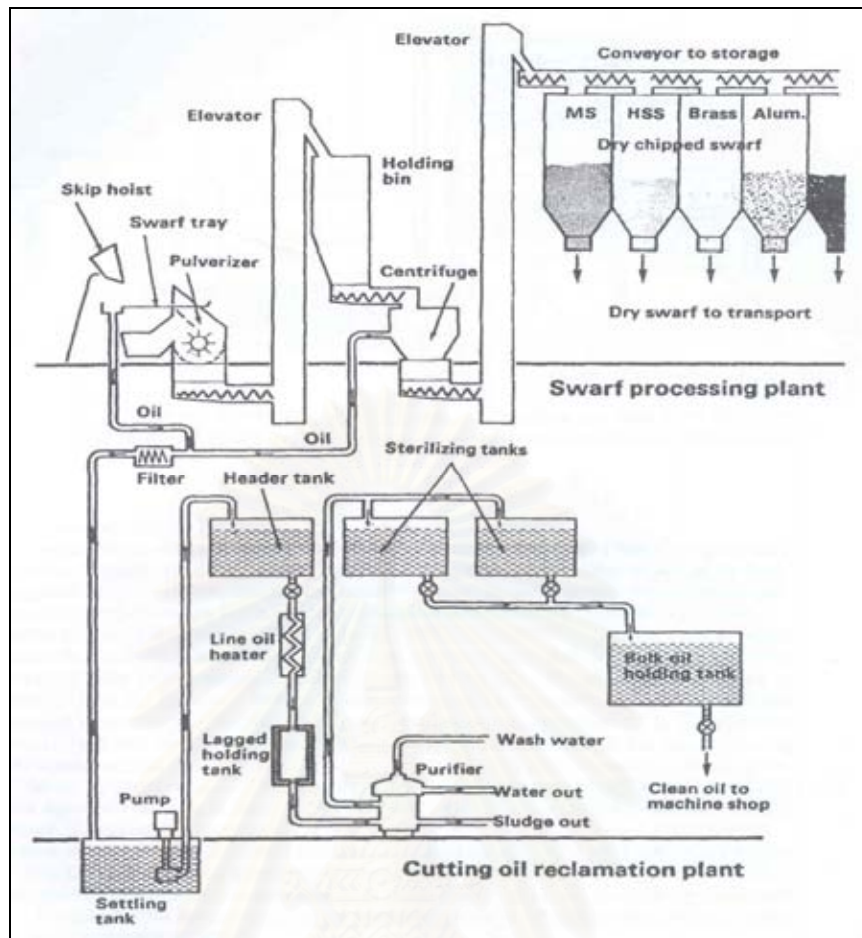 Elevator
Conveyor to storage
MS HSS Brass Alum.
Dry chipped swarf
Elevator
Holding
bin
Skip hoist
Swarf tray
Pulverizer
Centrifuge
Dry swarf to transport
Swarf processing plant
Oil
Oil
Filter
Header tank
Sterilizing tanks
Line oil
heater
Bulk oil
holding tank
Lagged
holding
tank
Wash water
Purifier
Water out
Sludge out
Clean oil to
machine shop
Pump
Cutting oil reclamation plant
Settling
tank